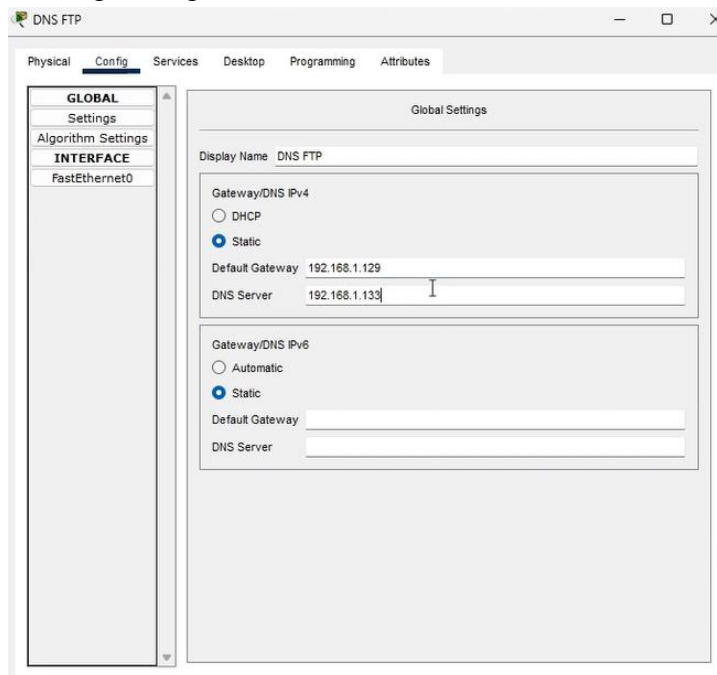 DNS FTP
Physical Config Services Desktop Programming Attributes
GLOBAL
Settings
Algorithm Settings
INTERFACE
FastEthernet0
Global Settings
Display Name DNS FTP
Gateway/DNS IPv4
DHCP
Static
Default Gateway 192.168.1.129
DNS Server 192.168.1.133
Gateway/DNS IPv6
Automatic
Static
Default Gateway
DNS Server